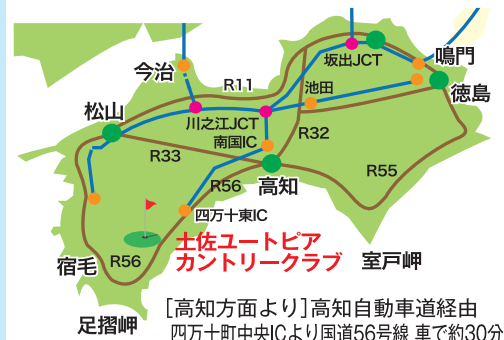 坂出JCT
鳴門
今治
R11
池田
徳島
松山
川之江JCT
R32
南国IC
R33
高知
R55
R56
四万十東IC
土佐ユートピア
カントリークラブ
室戸岬
宿毛
R56
足摺岬
[高知方面より]高知自動車道経由
四万十町中央ICより国道56号線 車で約30分